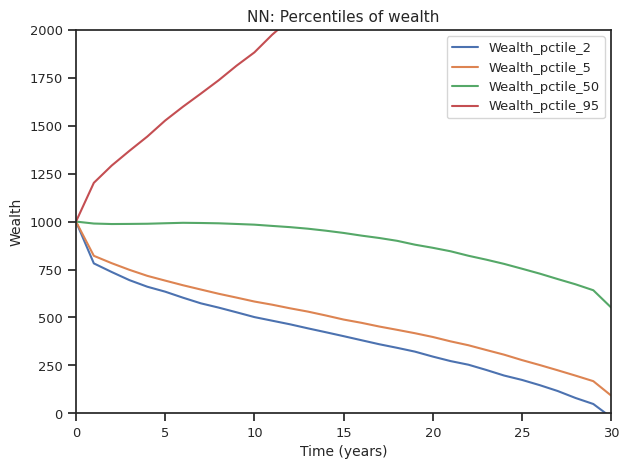 NN: Percentiles of wealth
2000
1750
1500
1250
1000
750
500
250
0
Wealth
Wealth_pctile_2
Wealth_pctile_5
Wealth_pctile_50
Wealth_pctile_95
0 5 10 15 20 25 30
Time (years)